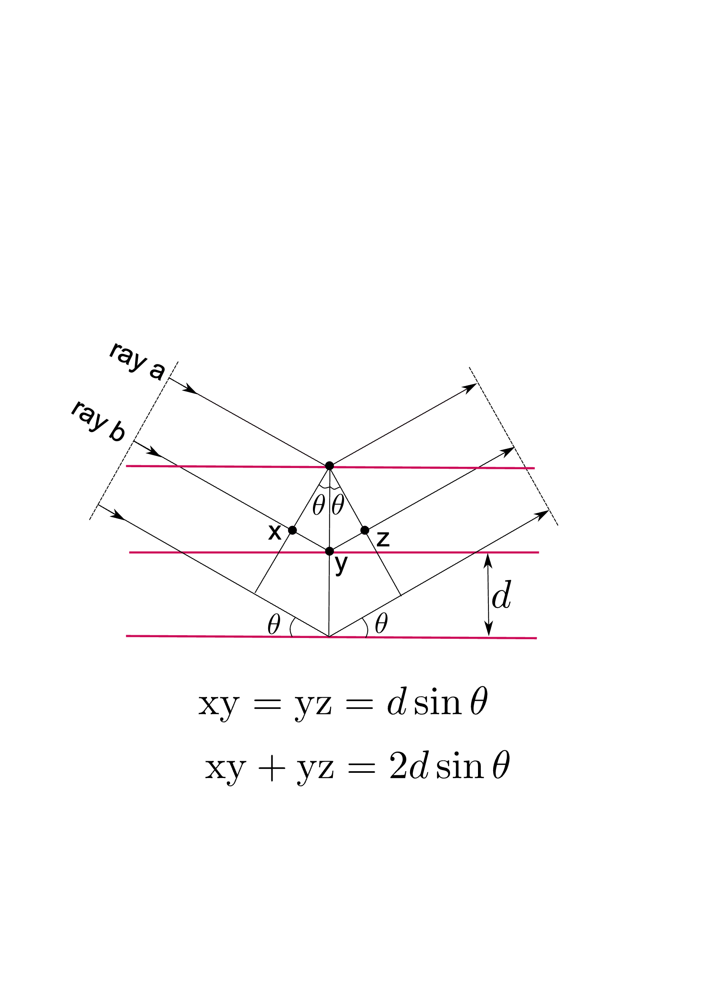 ray a
ray b
θ θ
x
z
y
d
θ
θ
xy = yz = d sin θ
xy + yz = 2d sin θ